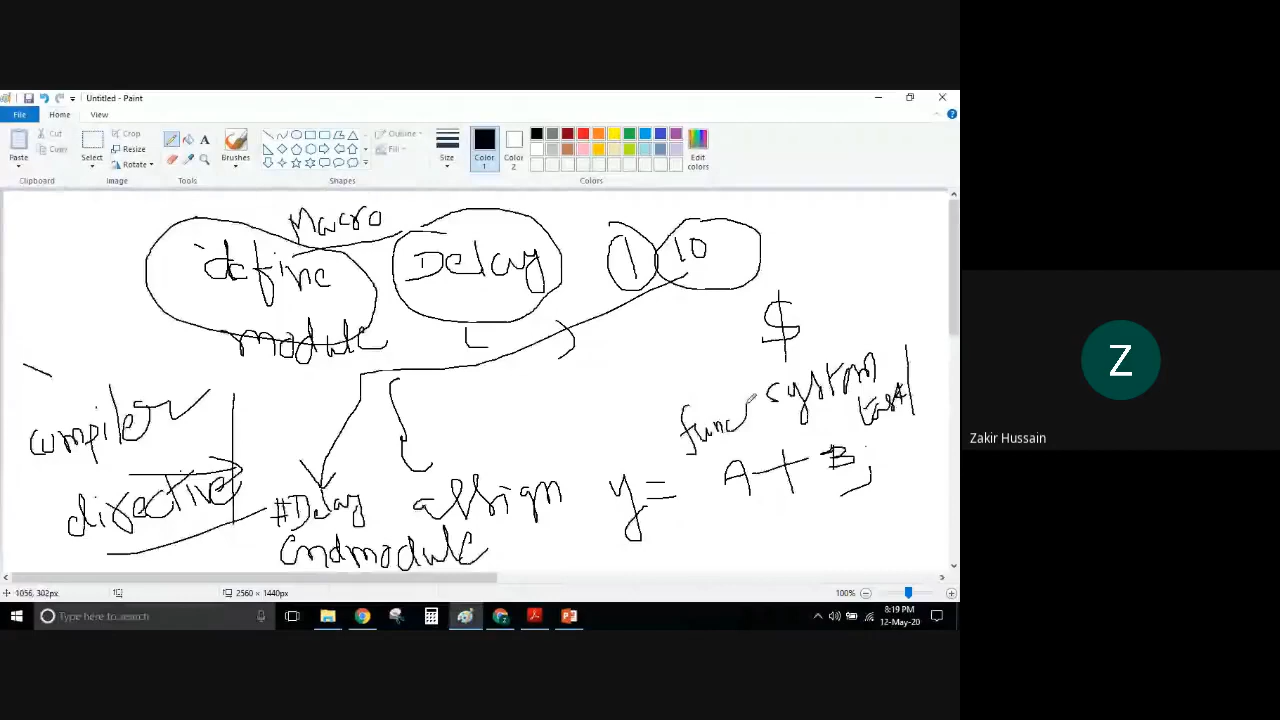 Untitled - Paint
File Home View
Paste
Cut
Copy
Clipboard
Select
Crop
Resize
Rotate
Image
A
Tools
Brushes
Shapes
Outline
Fill
Size
Color 1
Color 2
Edit colors
Colors
Macro
`define Delay 1 10
module
$
compiler
func system task
directive
#Delay assign y = A + B;
endmodule
Z
Zakir Hussain
1056, 302px
2560 × 1440px
100%
Type here to search
8:19 PM
12-May-20